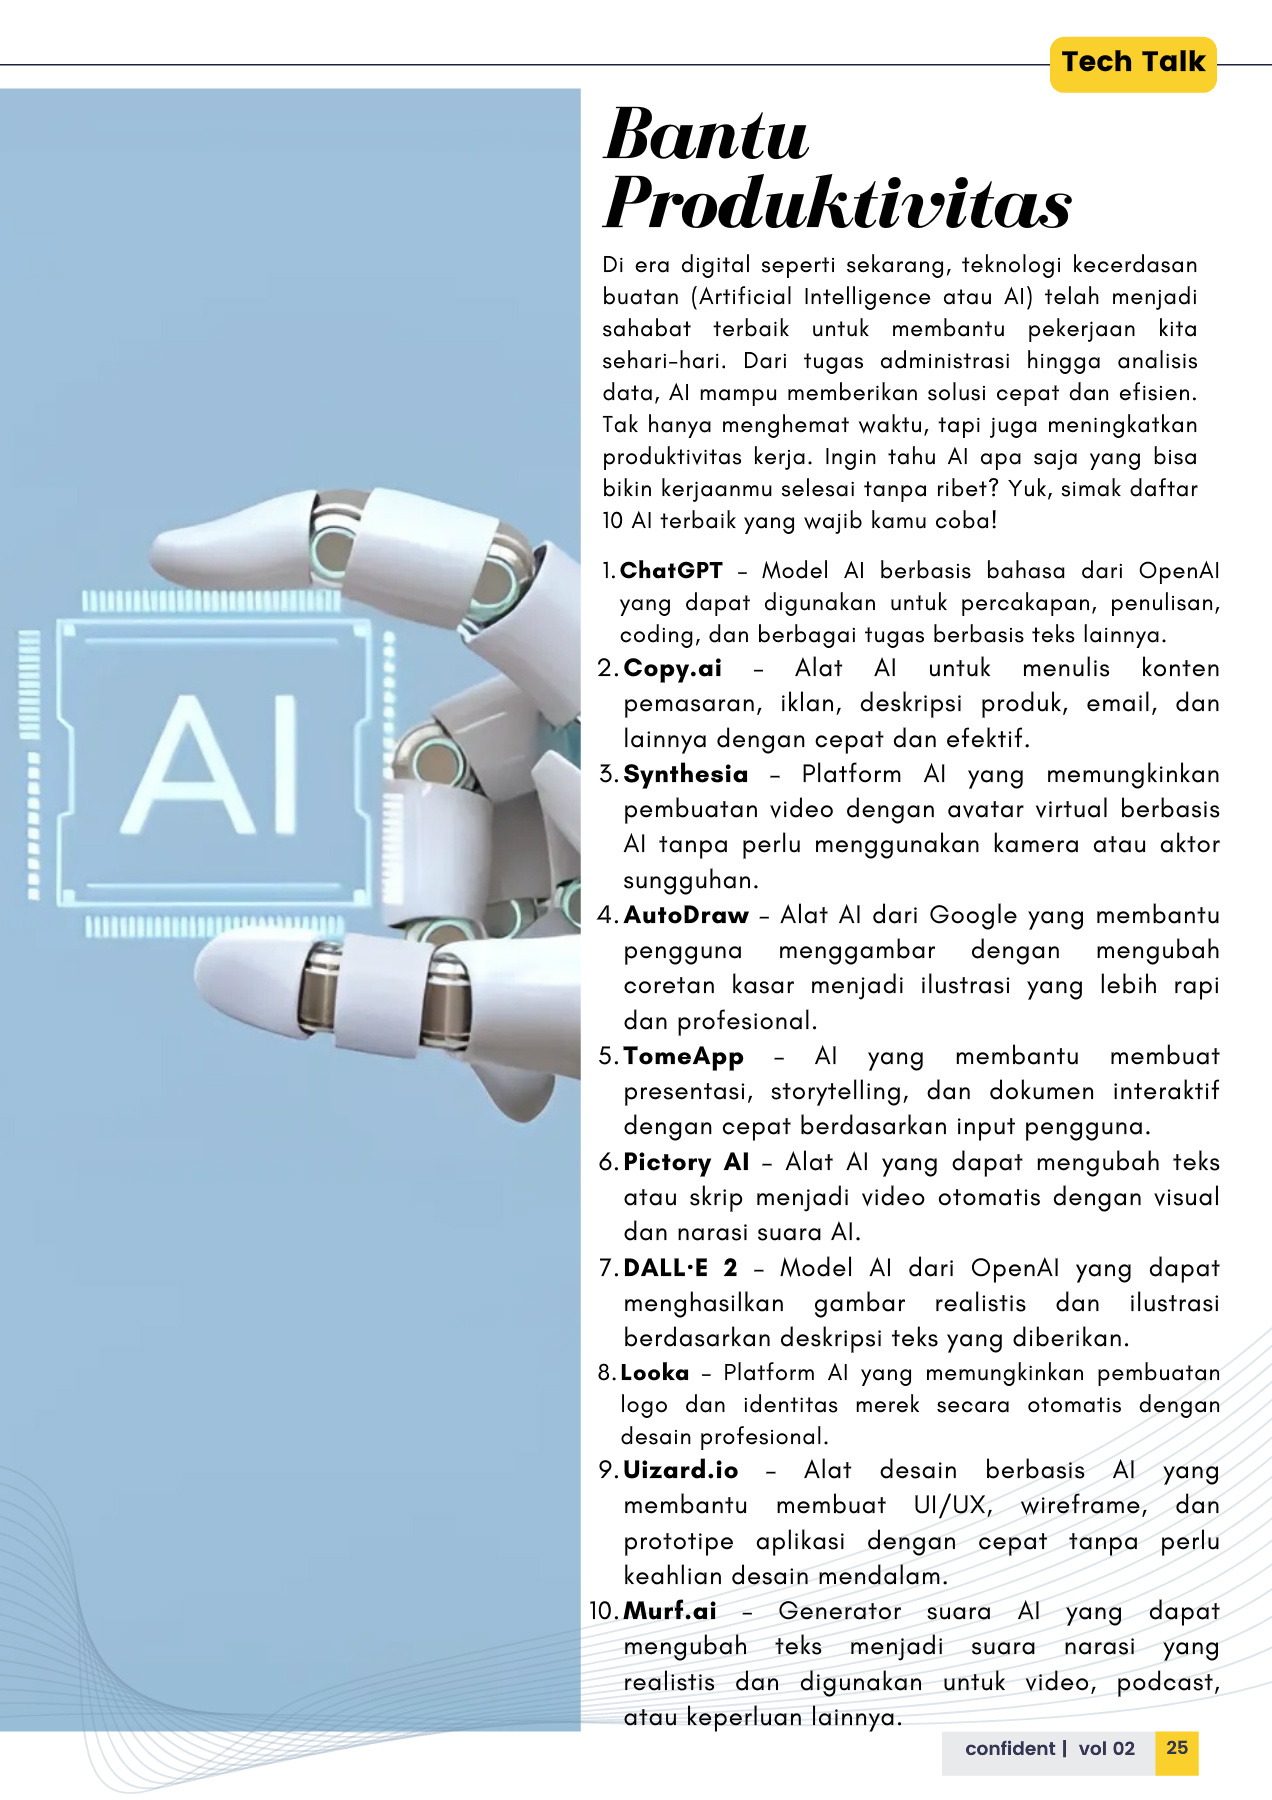 Tech Talk
Bantu
Produktivitas
Di era digital seperti sekarang, teknologi kecerdasan
buatan (Artificial Intelligence atau AI) telah menjadi
sahabat terbaik untuk membantu pekerjaan kita
sehari-hari. Dari tugas administrasi hingga analisis
data, AI mampu memberikan solusi cepat dan efisien.
Tak hanya menghemat waktu, tapi juga meningkatkan
produktivitas kerja. Ingin tahu AI apa saja yang bisa
bikin kerjaanmu selesai tanpa ribet? Yuk, simak daftar
10 AI terbaik yang wajib kamu coba!
AI
1. ChatGPT – Model AI berbasis bahasa dari OpenAI
yang dapat digunakan untuk percakapan, penulisan,
coding, dan berbagai tugas berbasis teks lainnya.
2. Copy.ai – Alat AI untuk menulis konten
pemasaran, iklan, deskripsi produk, email, dan
lainnya dengan cepat dan efektif.
3. Synthesia – Platform AI yang memungkinkan
pembuatan video dengan avatar virtual berbasis
AI tanpa perlu menggunakan kamera atau aktor
sungguhan.
4. AutoDraw – Alat AI dari Google yang membantu
pengguna menggambar dengan mengubah
coretan kasar menjadi ilustrasi yang lebih rapi
dan profesional.
5. TomeApp – AI yang membantu membuat
presentasi, storytelling, dan dokumen interaktif
dengan cepat berdasarkan input pengguna.
6. Pictory AI – Alat AI yang dapat mengubah teks
atau skrip menjadi video otomatis dengan visual
dan narasi suara AI.
7. DALL·E 2 – Model AI dari OpenAI yang dapat
menghasilkan gambar realistis dan ilustrasi
berdasarkan deskripsi teks yang diberikan.
8. Looka – Platform AI yang memungkinkan pembuatan
logo dan identitas merek secara otomatis dengan
desain profesional.
9. Uizard.io – Alat desain berbasis AI yang
membantu membuat UI/UX, wireframe, dan
prototipe aplikasi dengan cepat tanpa perlu
keahlian desain mendalam.
10. Murf.ai – Generator suara AI yang dapat
mengubah teks menjadi suara narasi yang
realistis dan digunakan untuk video, podcast,
atau keperluan lainnya.
confident | vol 02 25